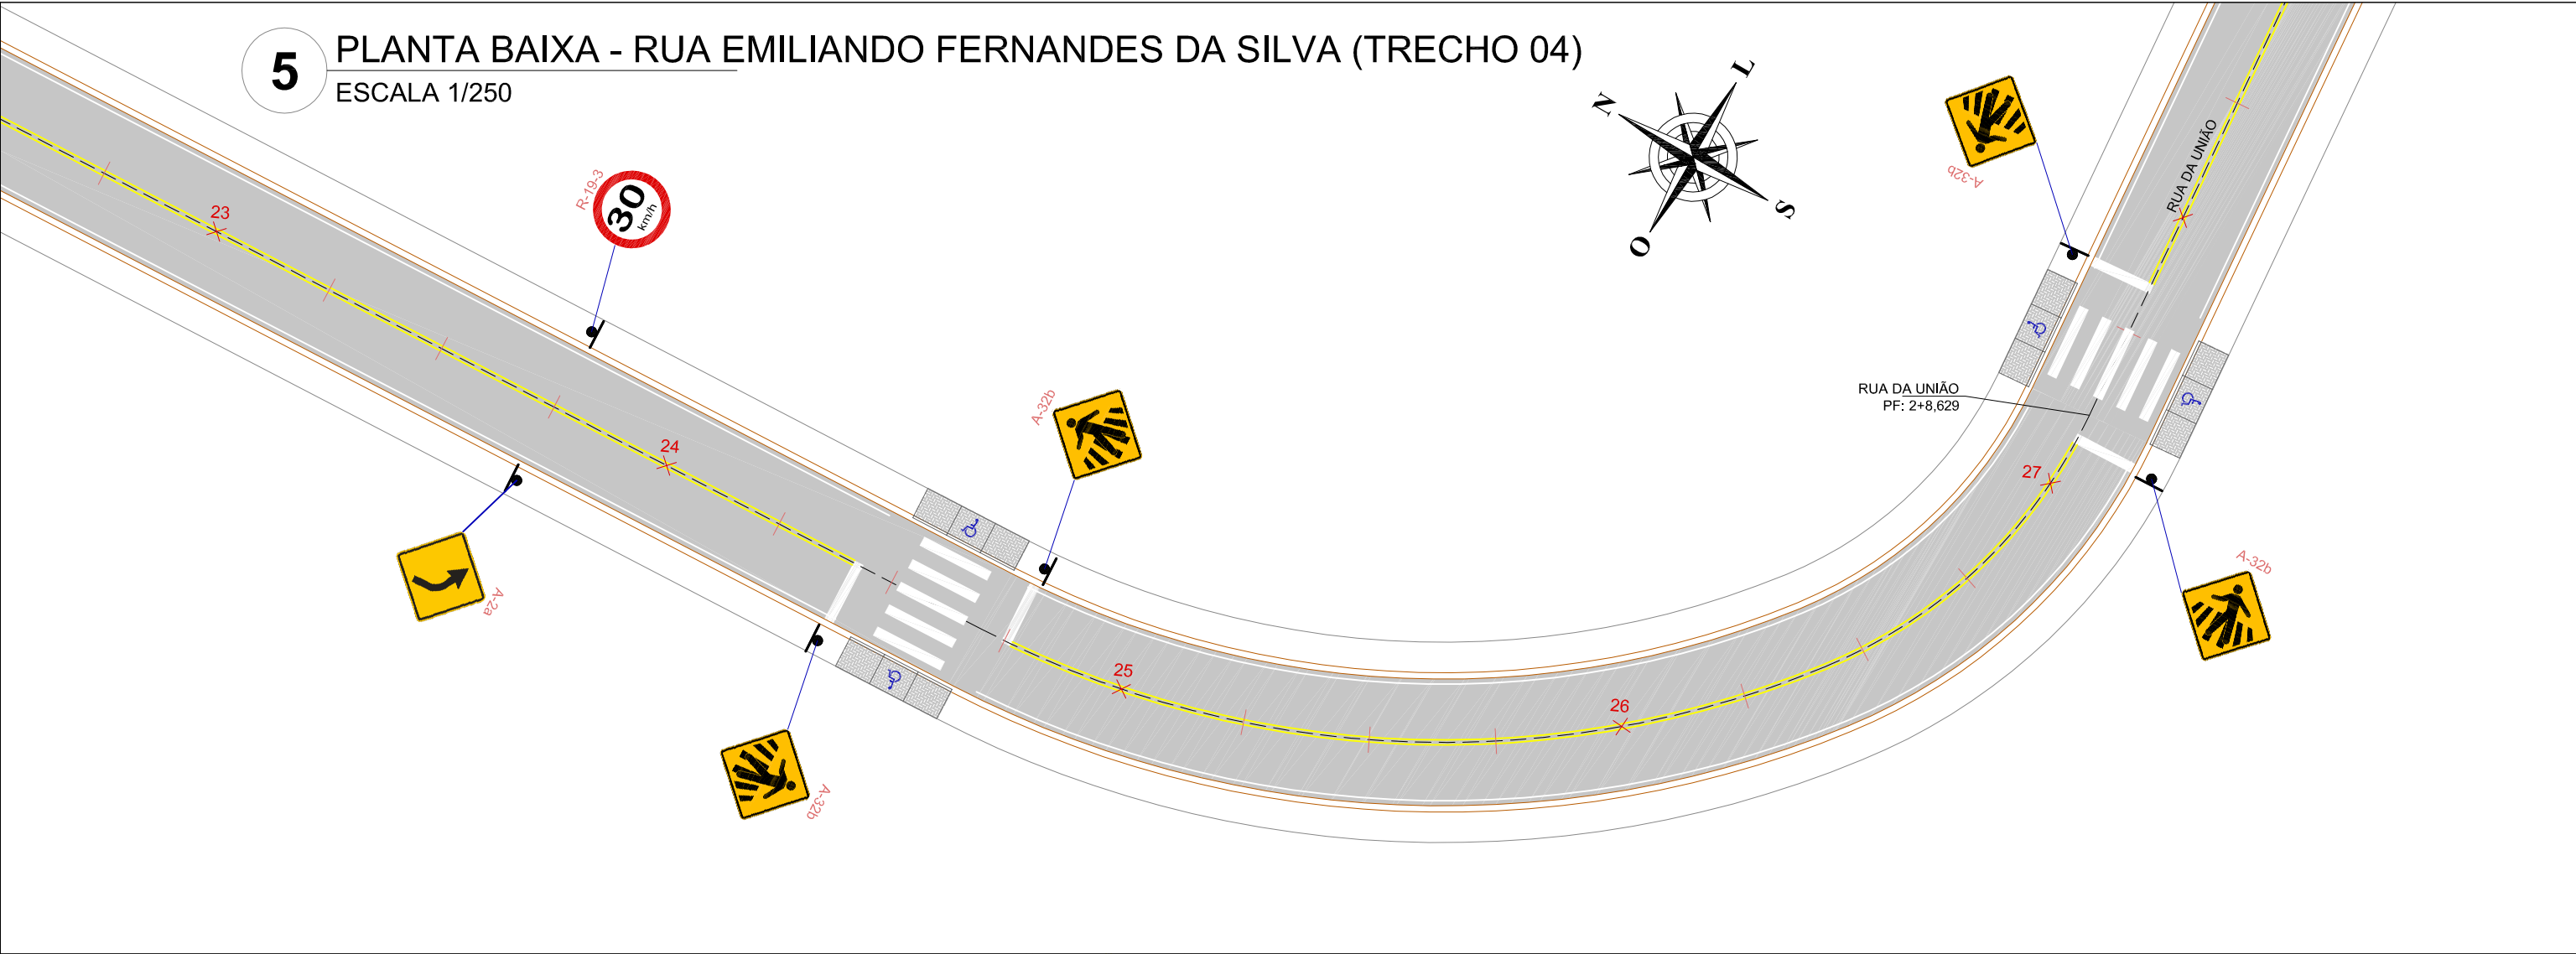 5
PLANTA BAIXA - RUA EMILIANDO FERNANDES DA SILVA (TRECHO 04)
ESCALA 1/250
L
N
S
O
A-32b
RUA DA UNIÃO
R-19-3
30
km/h
23
24
A-32b
RUA DA UNIÃO
PF: 2+8,629
27
A-2a
A-32b
25
26
A-32b